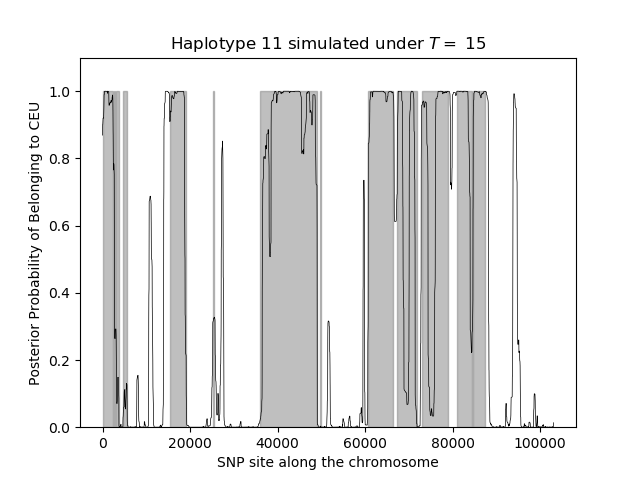 Haplotype 11 simulated under T = 15
Posterior Probability of Belonging to CEU
1.0
0.8
0.6
0.4
0.2
0.0
0 20000 40000 60000 80000 100000
SNP site along the chromosome